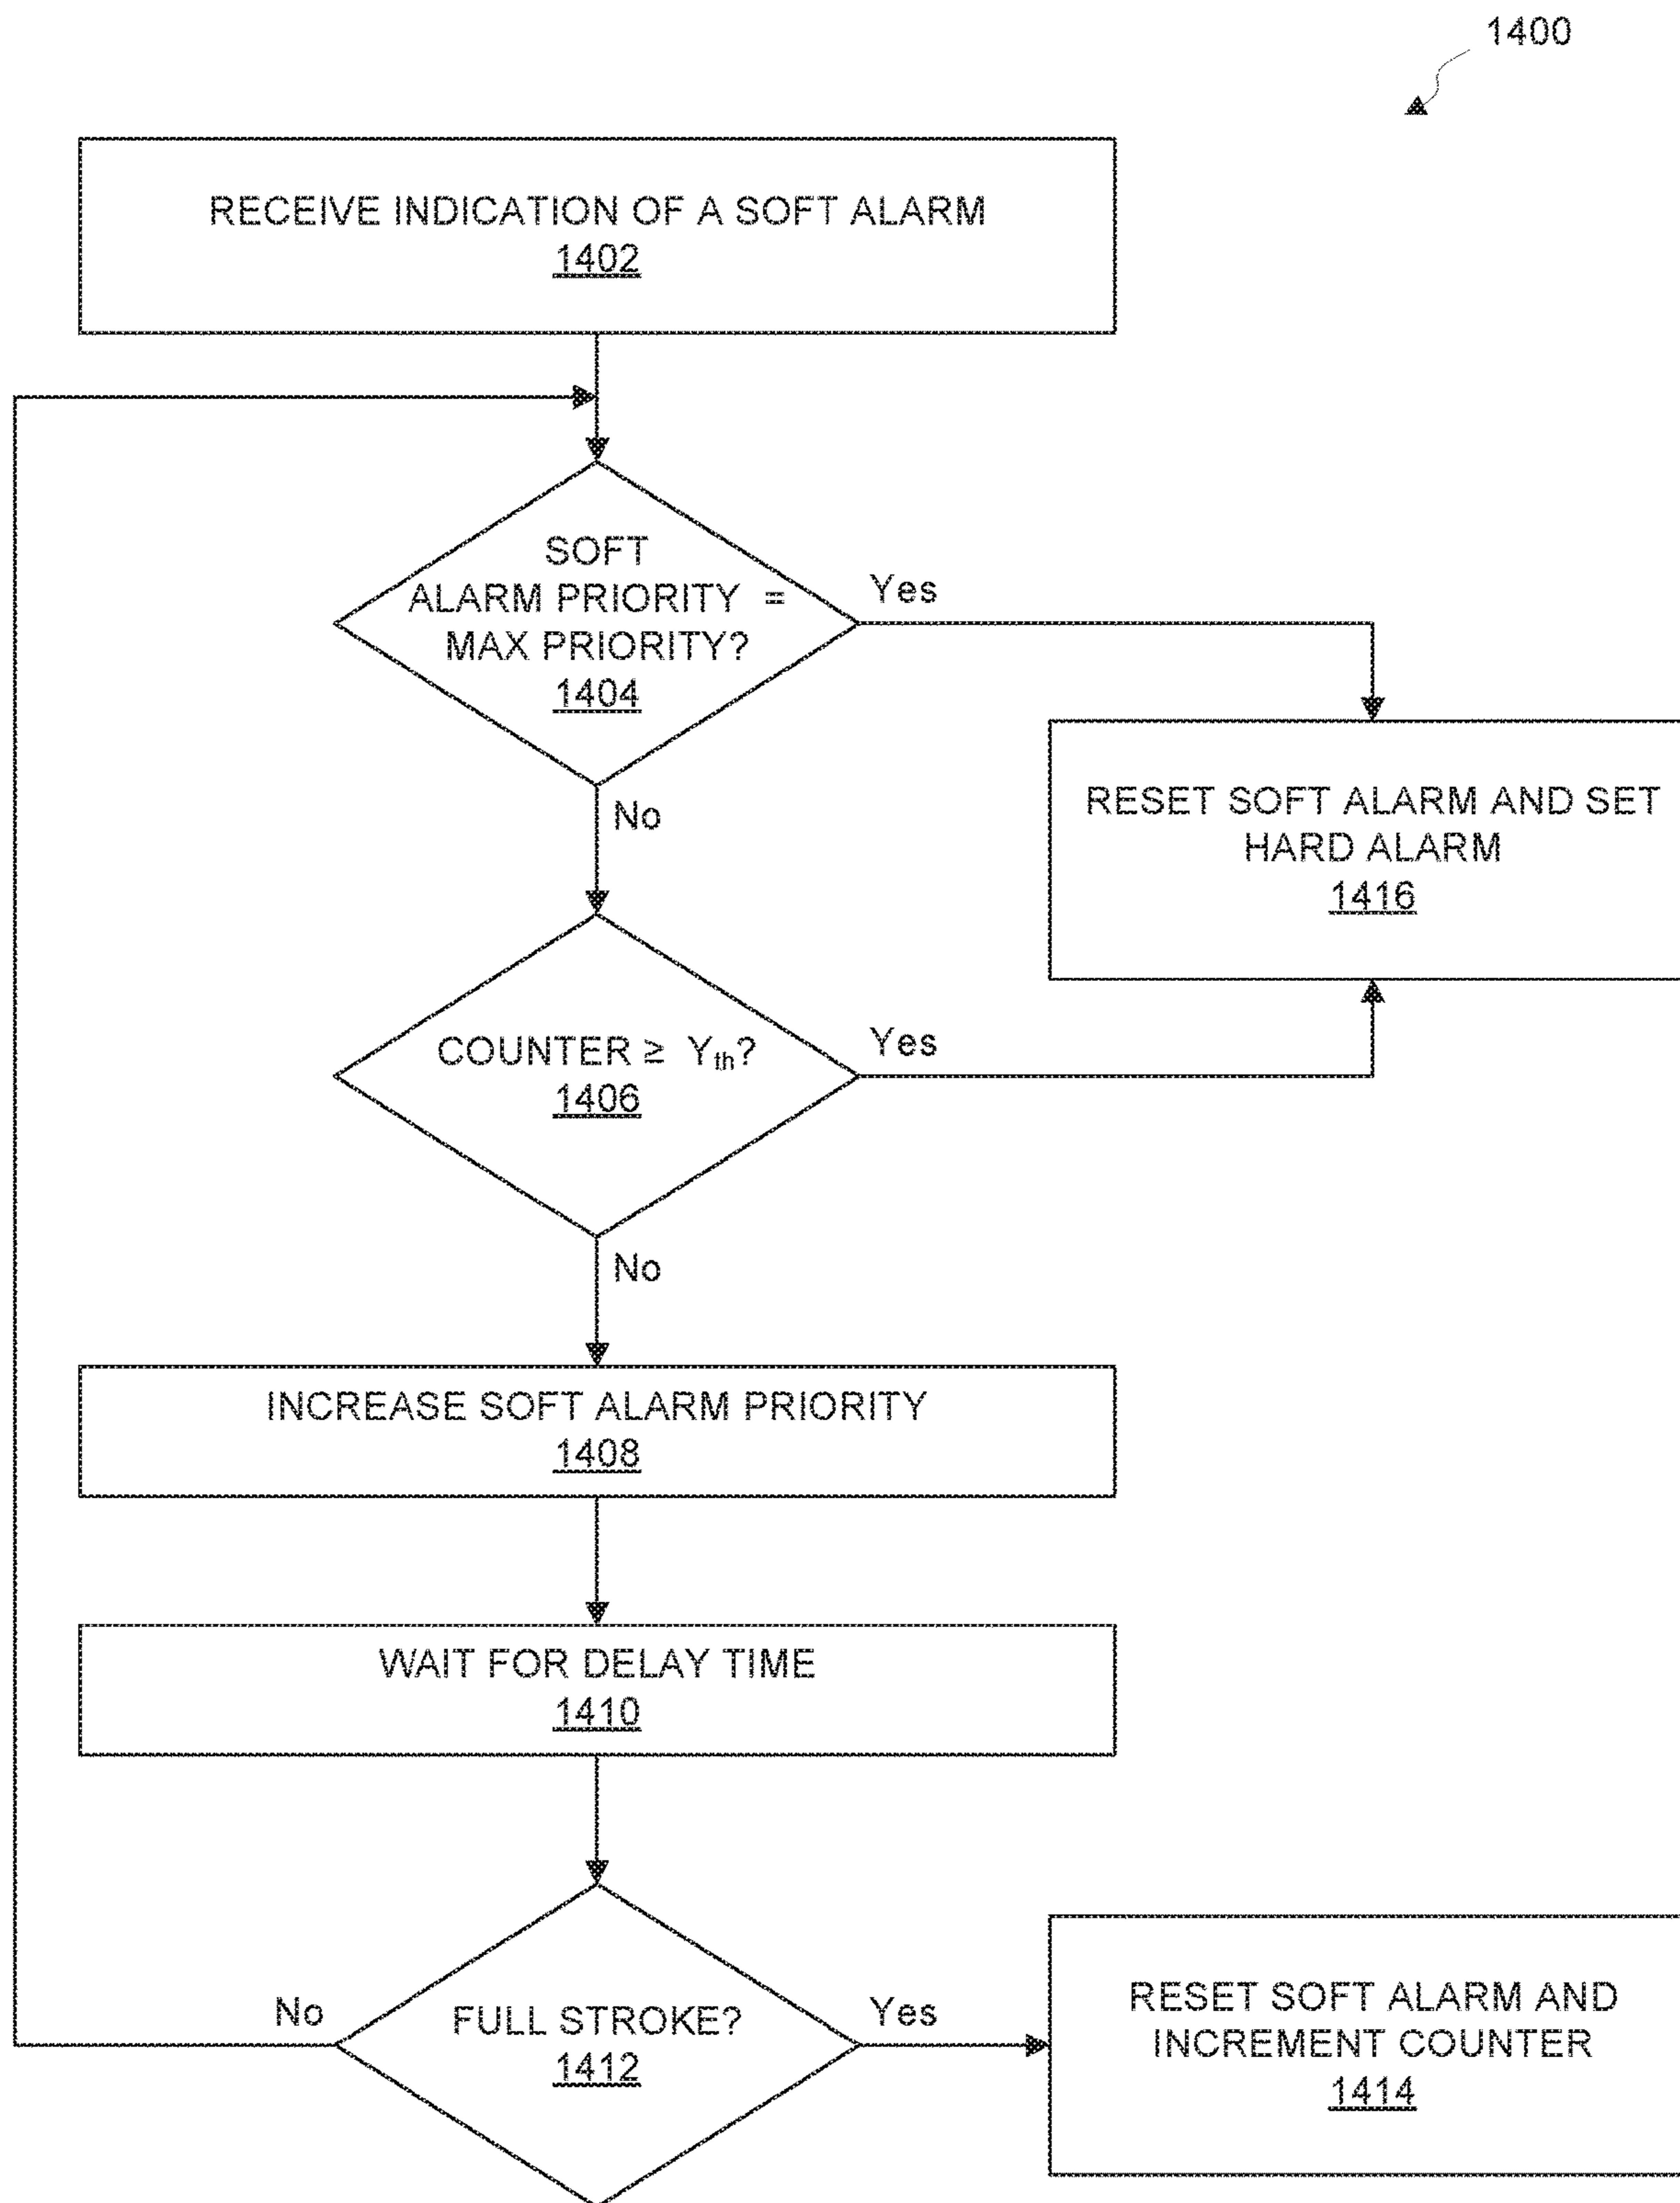 1400
RECEIVE INDICATION OF A SOFT ALARM
1402
SOFT
ALARM PRIORITY =
MAX PRIORITY?
1404
Yes
No
RESET SOFT ALARM AND SET
HARD ALARM
1416
COUNTER ≥ Yth?
1406
Yes
No
INCREASE SOFT ALARM PRIORITY
1408
WAIT FOR DELAY TIME
1410
No
FULL STROKE?
1412
Yes
RESET SOFT ALARM AND
INCREMENT COUNTER
1414